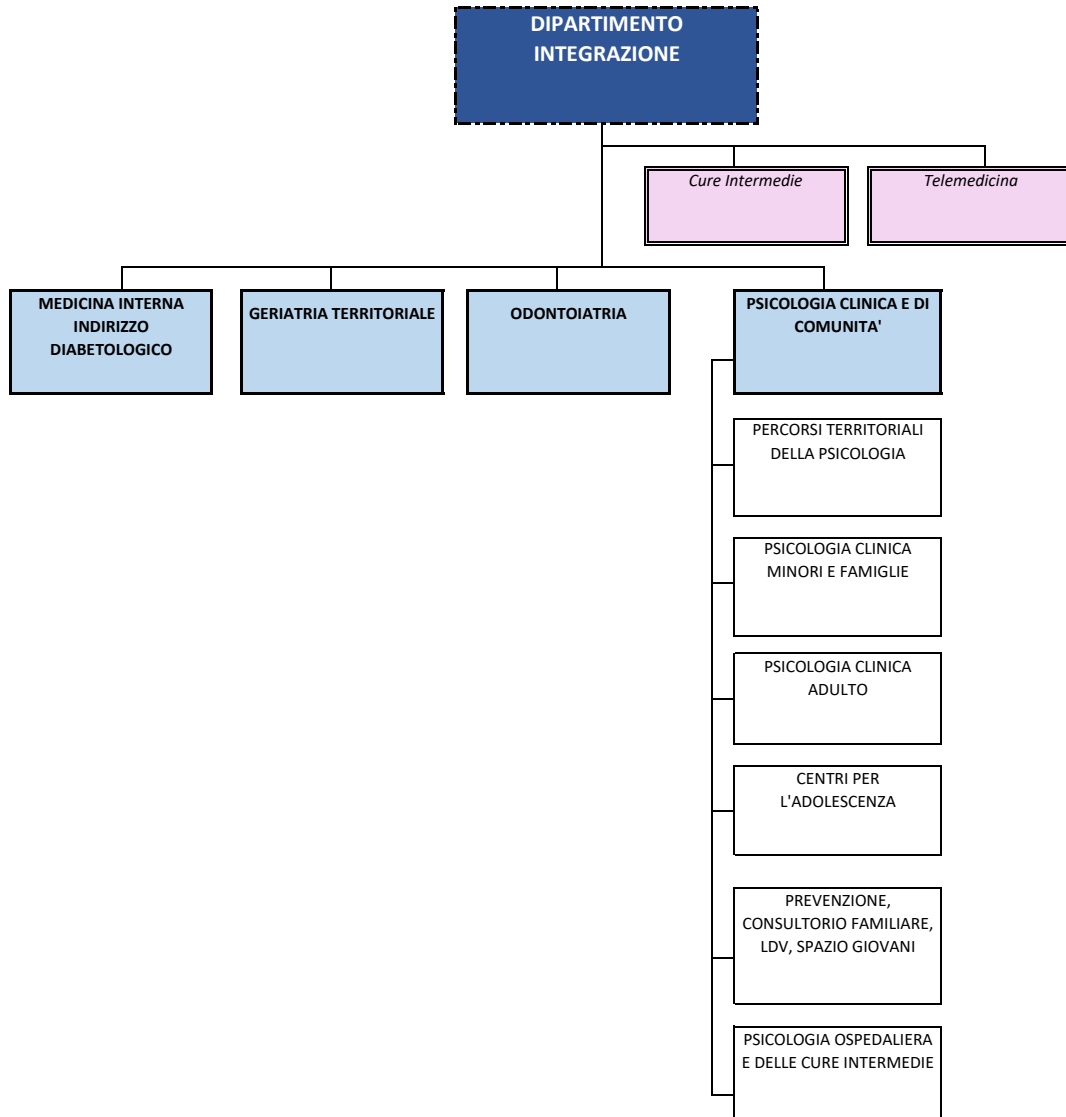 DIPARTIMENTO
INTEGRAZIONE
Cure Intermedie
Telemedicina
MEDICINA INTERNA
INDIRIZZO
DIABETOLOGICO
GERIATRIA TERRITORIALE
ODONTOIATRIA
PSICOLOGIA CLINICA E DI
COMUNITA'
PERCORSI TERRITORIALI
DELLA PSICOLOGIA
PSICOLOGIA CLINICA
MINORI E FAMIGLIE
PSICOLOGIA CLINICA
ADULTO
CENTRI PER
L'ADOLESCENZA
PREVENZIONE,
CONSULTORIO FAMILIARE,
LDV, SPAZIO GIOVANI
PSICOLOGIA OSPEDALIERA
E DELLE CURE INTERMEDIE